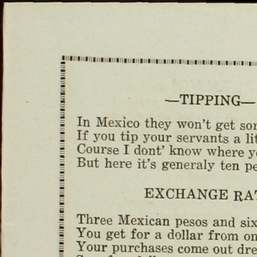 —TIPPING—
In Mexico they won't get
If you tip your servants a
Course I dont' know where
But here it's generaly ten
EXCHANGE
Three Mexican pesos and
You get for a dollar from
Your purchases come out